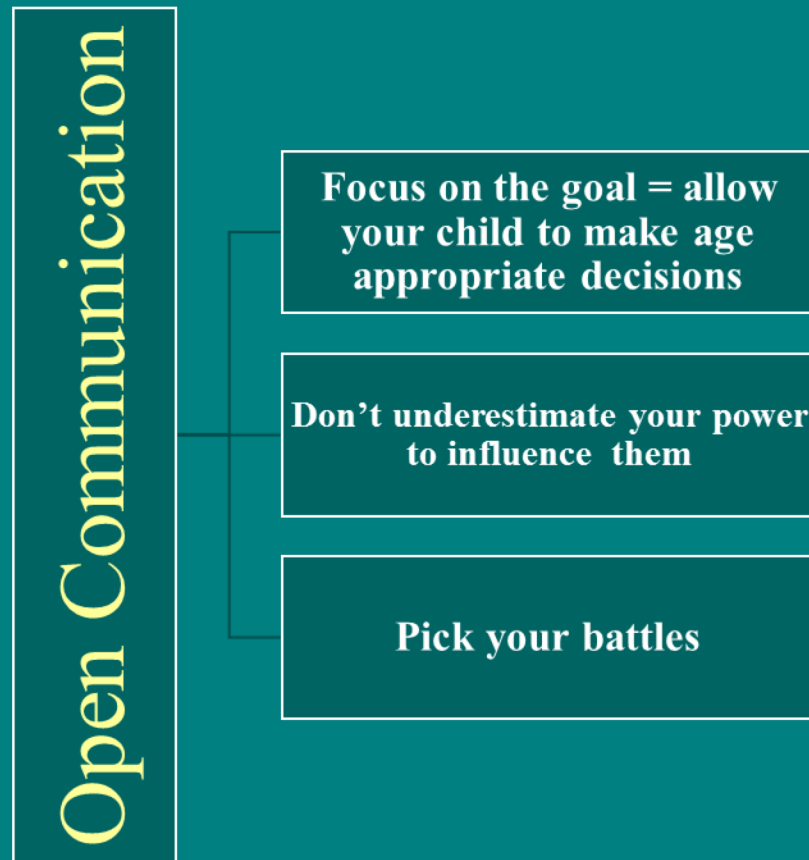 Open Communication
Focus on the goal = allow
your child to make age
appropriate decisions
Don’t underestimate your power
to influence  them
Pick your battles